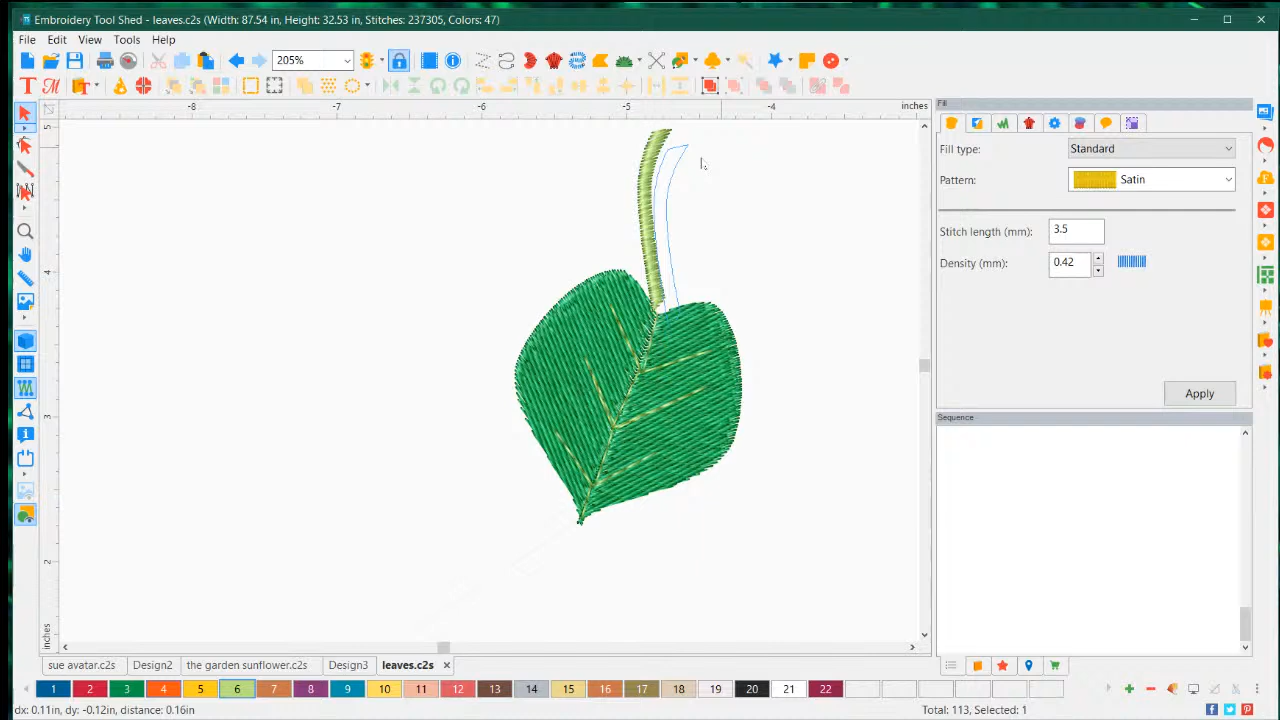 Embroidery Tool Shed - leaves.c2s (Width: 87.54 in, Height: 32.53 in, Stitches: 237305, Colors: 47)
File Edit View Tools Help
205%
-8 -7 -6 -5 -4 inches
5
4
3
2
inches
Fill
Fill type: Standard
Pattern: Satin
Stitch length (mm): 3.5
Density (mm): 0.42
Apply
Sequence
sue avatar.c2s Design2 the garden sunflower.c2s Design3 leaves.c2s
1 2 3 4 5 6 7 8 9 10 11 12 13 14 15 16 17 18 19 20 21 22
dx: 0.11in, dy: -0.12in, distance: 0.16in Total: 113, Selected: 1